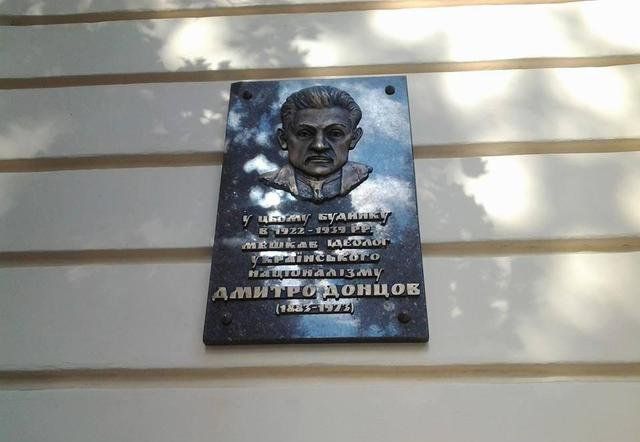 У ЦЬОМУ БУДИНКУ
В 1922-1939 РР.
МЕШКАВ ІДЕОЛОГ
УКРАЇНСЬКОГО
НАЦІОНАЛІЗМУ
ДМИТРО ДОНЦОВ
(1883-1973)